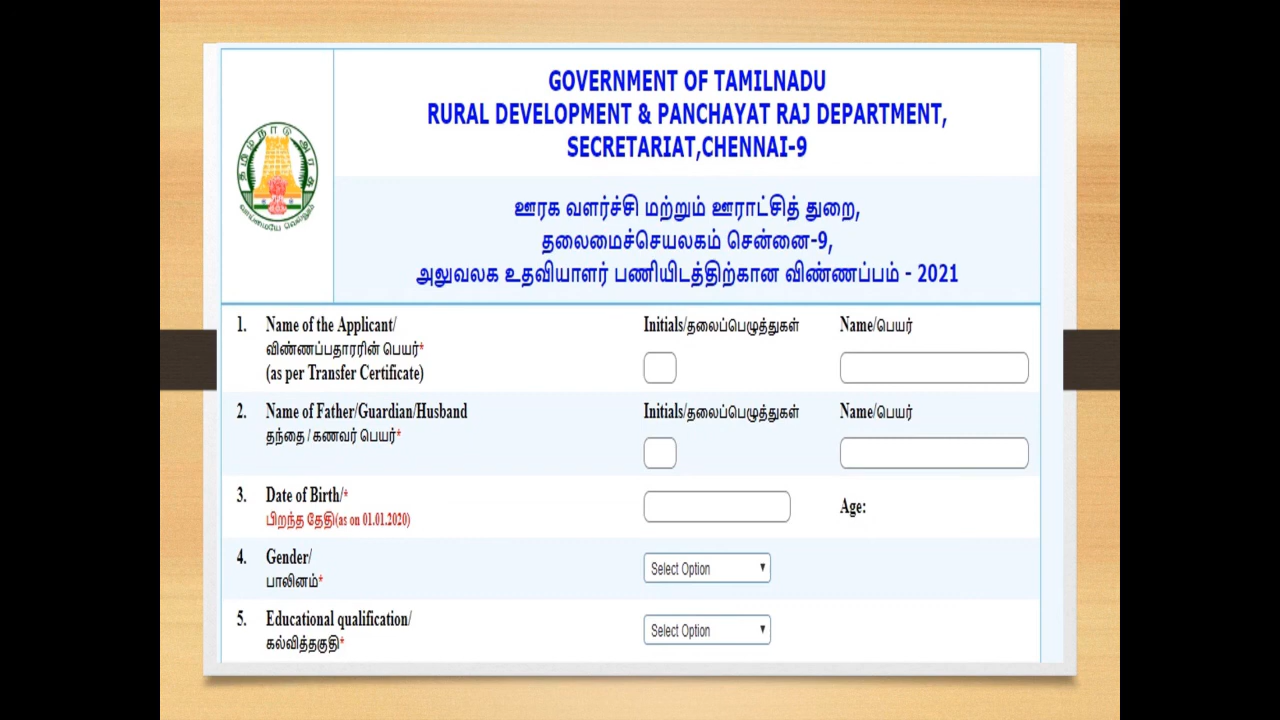 GOVERNMENT OF TAMILNADU
RURAL DEVELOPMENT & PANCHAYAT RAJ DEPARTMENT,
SECRETARIAT,CHENNAI-9
தமிழ்நாடு அரசு
வாய்மையே வெல்லும்
ஊரக வளர்ச்சி மற்றும் ஊராட்சித் துறை,
தலைமைச்செயலகம் சென்னை-9,
அலுவலக உதவியாளர் பணியிடத்திற்கான விண்ணப்பம் - 2021
1. Name of the Applicant/ Initials/தலைப்பெழுத்துகள் Name/பெயர்
விண்ணப்பதாரரின் பெயர்*
(as per Transfer Certificate)
2. Name of Father/Guardian/Husband Initials/தலைப்பெழுத்துகள் Name/பெயர்
தந்தை / கணவர் பெயர்*
3. Date of Birth/* Age:
பிறந்த தேதி(as on 01.01.2020)
4. Gender/ Select Option
பாலினம்*
5. Educational qualification/ Select Option
கல்வித்தகுதி*